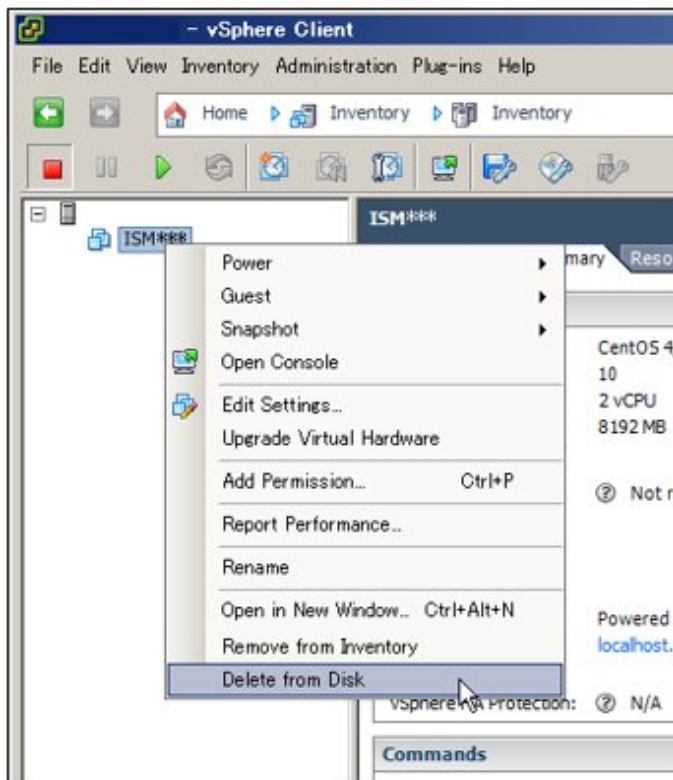 - vSphere Client
File Edit View Inventory Administration Plug-ins Help
Home Inventory Inventory
ISM***
ISM***
mary Reso
Power
Guest
Snapshot
Open Console
Edit Settings...
Upgrade Virtual Hardware
Add Permission... Ctrl+P
Report Performance...
Rename
Open in New Window... Ctrl+Alt+N
Remove from Inventory
Delete from Disk
CentOS 4
10
2 vCPU
8192 MB
Not r
Powered
localhost.
vSphere HA Protection: N/A
Commands